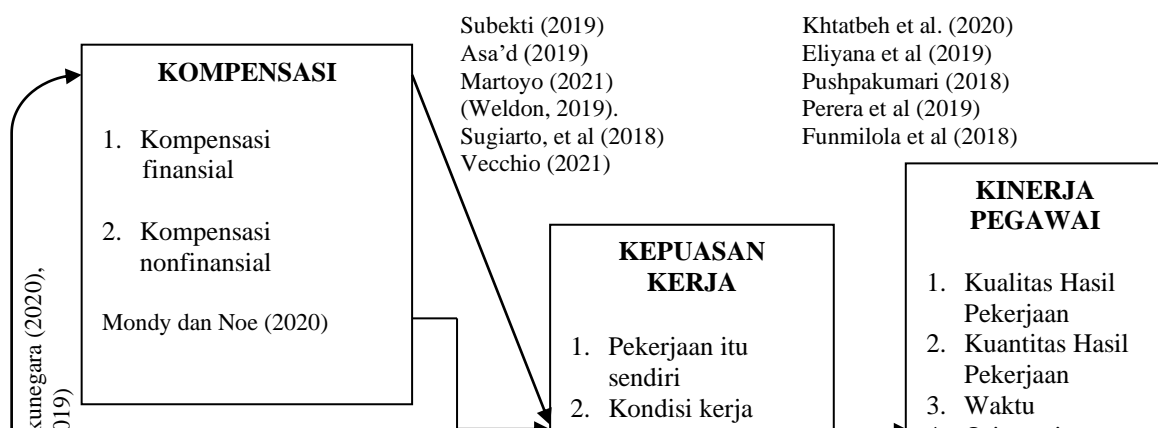 Subekti (2019)
Asa’d (2019)
Martoyo (2021)
(Weldon, 2019).
Sugiarto, et al (2018)
Vecchio (2021)
Khtatbeh et al. (2020)
Eliyana et al (2019)
Pushpakumari (2018)
Perera et al (2019)
Funmilola et al (2018)
KOMPENSASI
1. Kompensasi
finansial
2. Kompensasi
nonfinansial
Mondy dan Noe (2020)
KEPUASAN
KERJA
1. Pekerjaan itu
sendiri
2. Kondisi kerja
KINERJA
PEGAWAI
1. Kualitas Hasil
Pekerjaan
2. Kuantitas Hasil
Pekerjaan
3. Waktu
(2020),